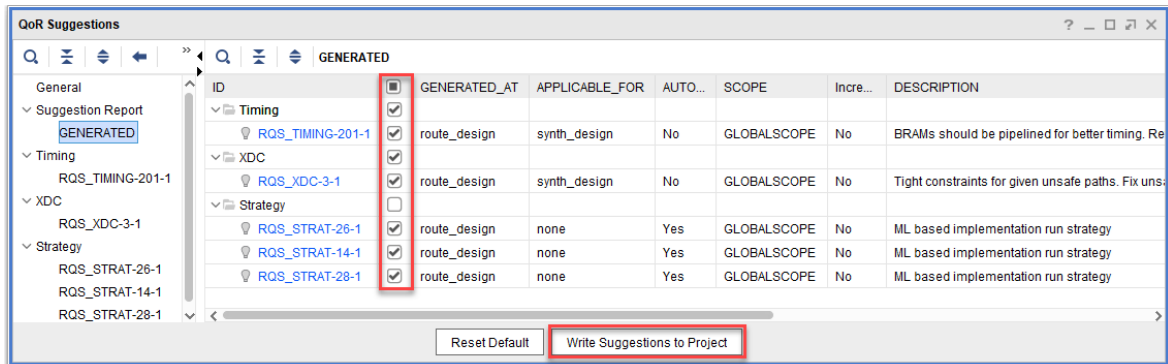 QoR Suggestions
GENERATED
General
Suggestion Report
GENERATED
Timing
RQS_TIMING-201-1
XDC
RQS_XDC-3-1
Strategy
RQS_STRAT-26-1
RQS_STRAT-14-1
RQS_STRAT-28-1
ID GENERATED_AT APPLICABLE_FOR AUTO... SCOPE Incre... DESCRIPTION
Timing
RQS_TIMING-201-1 route_design synth_design No GLOBALSCOPE No BRAMs should be pipelined for better timing. Re
XDC
RQS_XDC-3-1 route_design synth_design No GLOBALSCOPE No Tight constraints for given unsafe paths. Fix unsa
Strategy
RQS_STRAT-26-1 route_design none Yes GLOBALSCOPE No ML based implementation run strategy
RQS_STRAT-14-1 route_design none Yes GLOBALSCOPE No ML based implementation run strategy
RQS_STRAT-28-1 route_design none Yes GLOBALSCOPE No ML based implementation run strategy
Reset Default Write Suggestions to Project